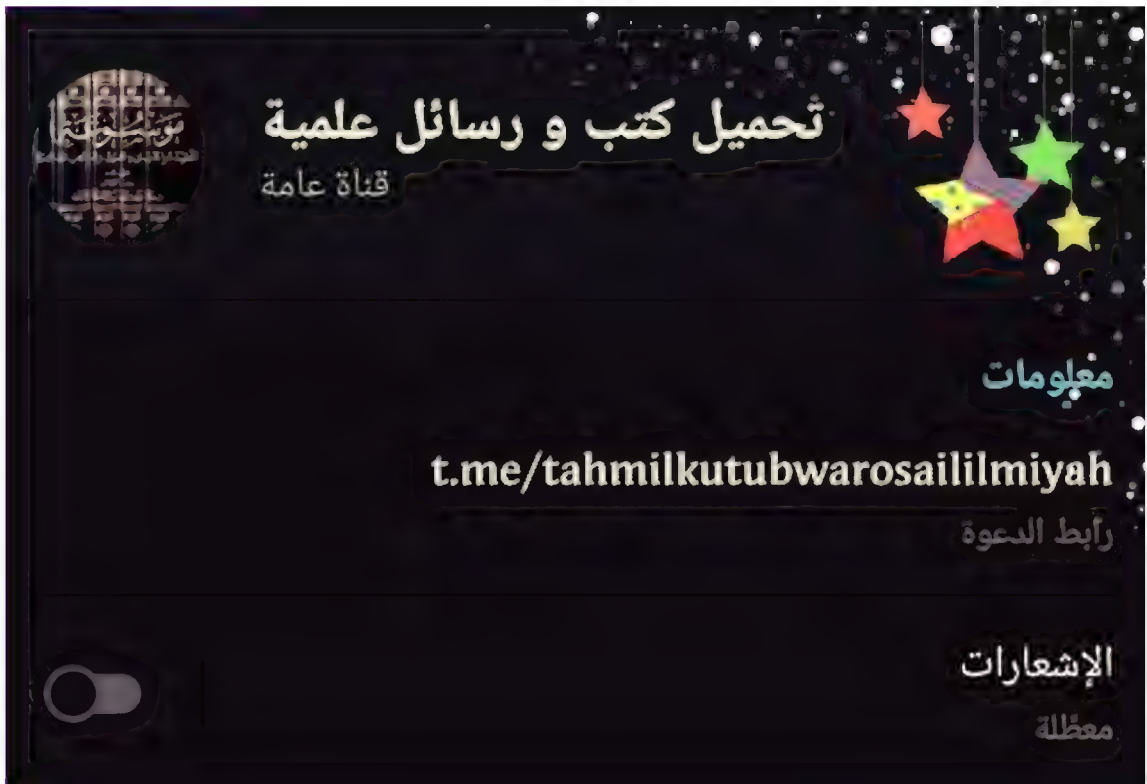 تحميل كتب و رسائل علمية
قناة عامة
معلومات
t.me/tahmilkutubwarosaililmiyah
رابط الدعوة
الإشعارات
معطلة